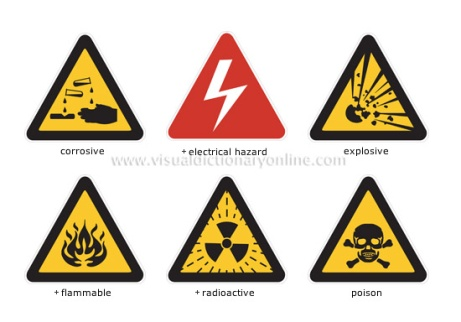 corrosive
+ electrical hazard
explosive
www.visualdictionaryonline.com
+ flammable
+ radioactive
poison